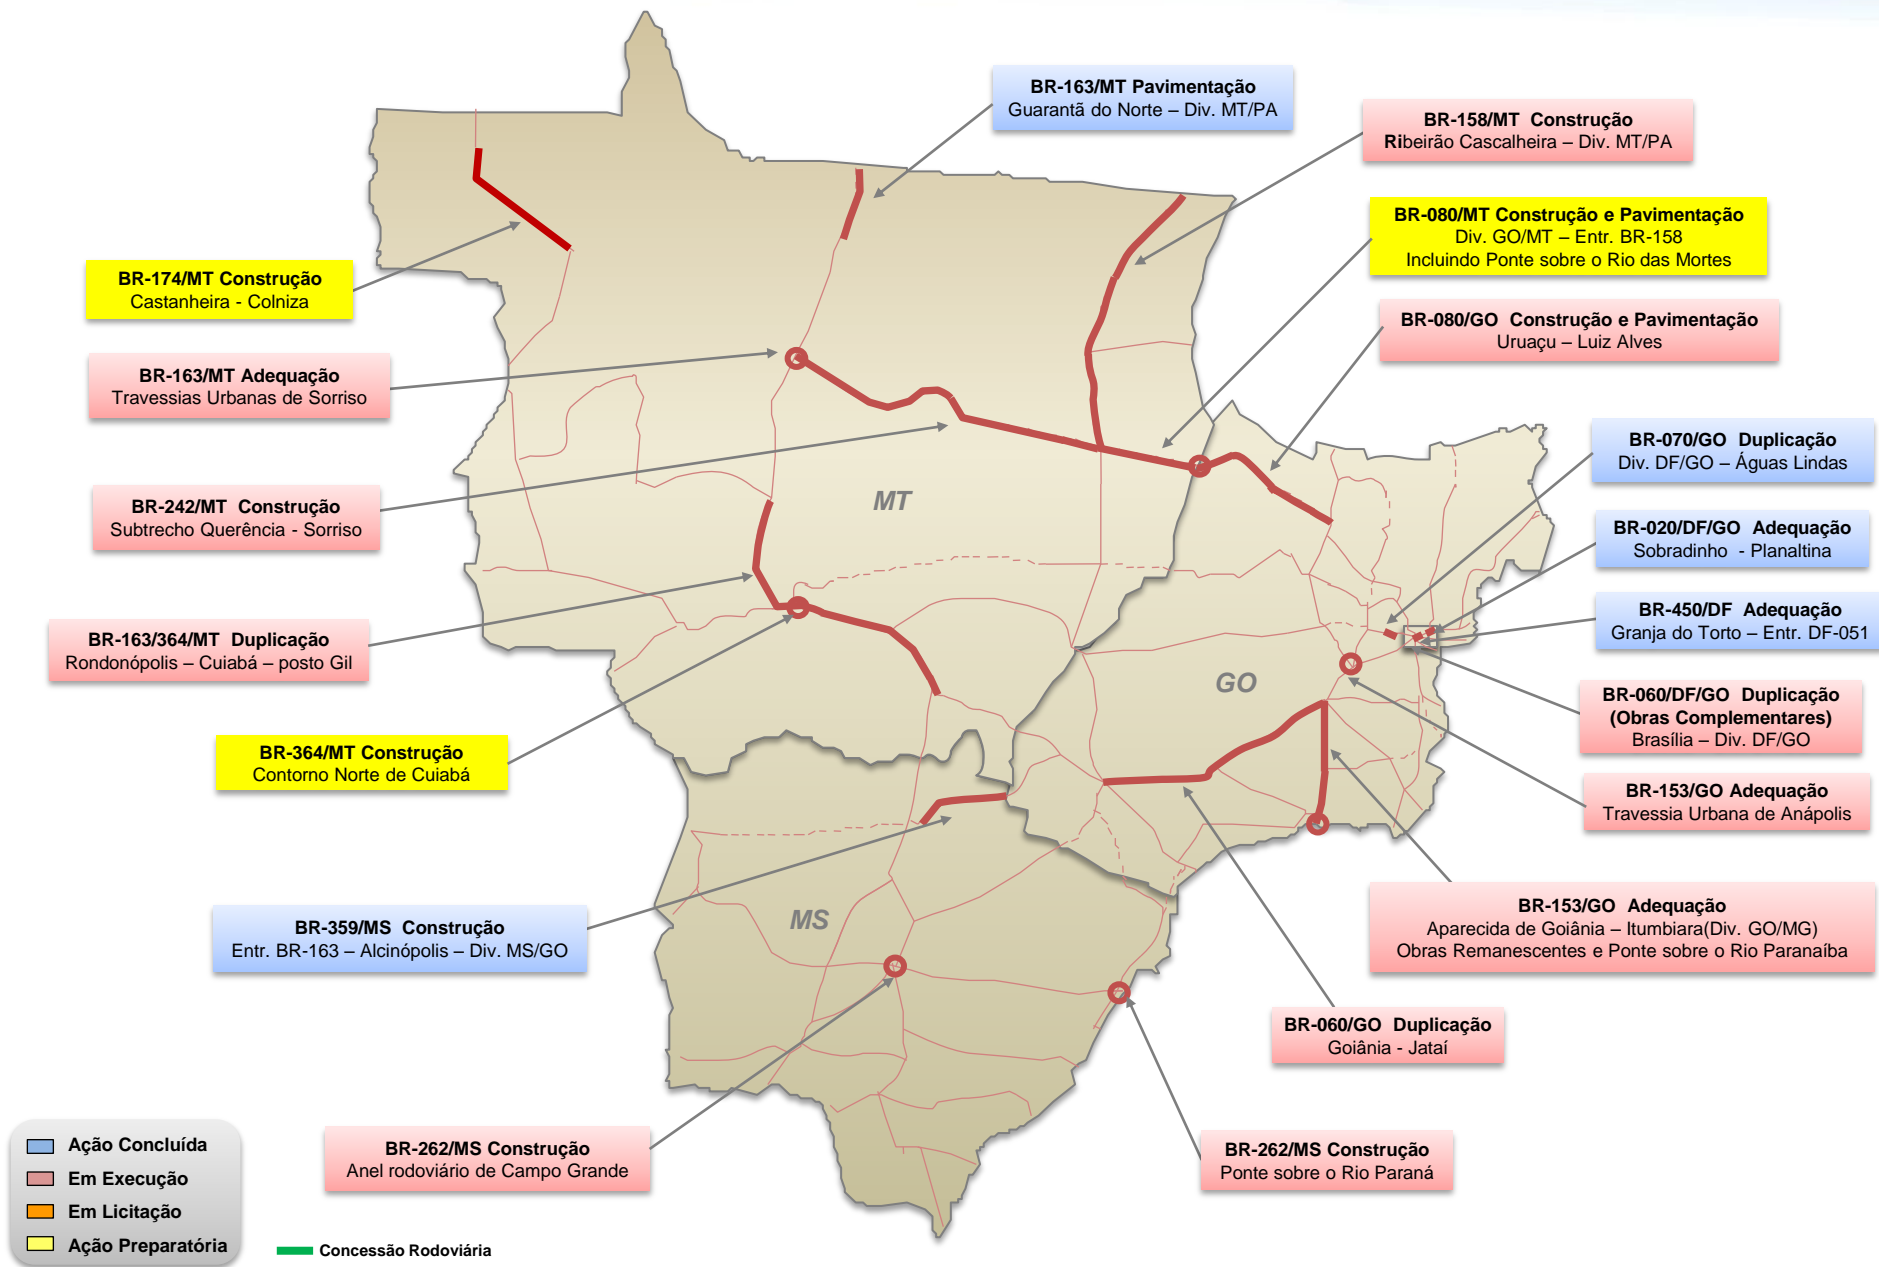 BR-163/MT Pavimentação
Guarantã do Norte – Div. MT/PA
BR-158/MT Construção
Ribeirão Cascalheira – Div. MT/PA
BR-080/MT Construção e Pavimentação
Div. GO/MT – Entr. BR-158
Incluindo Ponte sobre o Rio das Mortes
BR-174/MT Construção
Castanheira - Colniza
BR-080/GO Construção e Pavimentação
Uruaçu – Luiz Alves
BR-163/MT Adequação
Travessias Urbanas de Sorriso
BR-070/GO Duplicação
Div. DF/GO – Águas Lindas
BR-242/MT Construção
Subtrecho Querência - Sorriso
MT
BR-020/DF/GO Adequação
Sobradinho - Planaltina
BR-450/DF Adequação
Granja do Torto – Entr. DF-051
BR-163/364/MT Duplicação
Rondonópolis – Cuiabá – posto Gil
GO
BR-060/DF/GO Duplicação
(Obras Complementares)
Brasília – Div. DF/GO
BR-364/MT Construção
Contorno Norte de Cuiabá
BR-153/GO Adequação
Travessia Urbana de Anápolis
BR-359/MS Construção
Entr. BR-163 – Alcinópolis – Div. MS/GO
MS
BR-153/GO Adequação
Aparecida de Goiânia – Itumbiara(Div. GO/MG)
Obras Remanescentes e Ponte sobre o Rio Paranaíba
BR-060/GO Duplicação
Goiânia - Jataí
BR-262/MS Construção
Anel rodoviário de Campo Grande
BR-262/MS Construção
Ponte sobre o Rio Paraná
Ação Concluída
Em Execução
Em Licitação
Ação Preparatória
Concessão Rodoviária